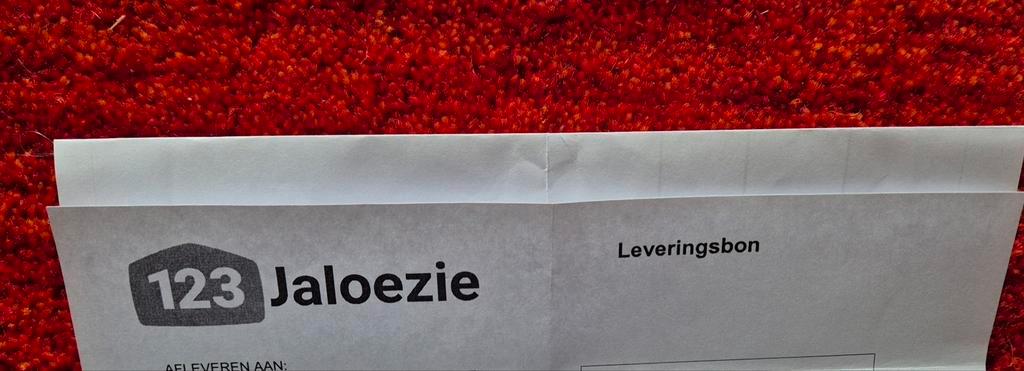 123 Jaloezie
Leveringsbon
AFLEVEREN AAN: